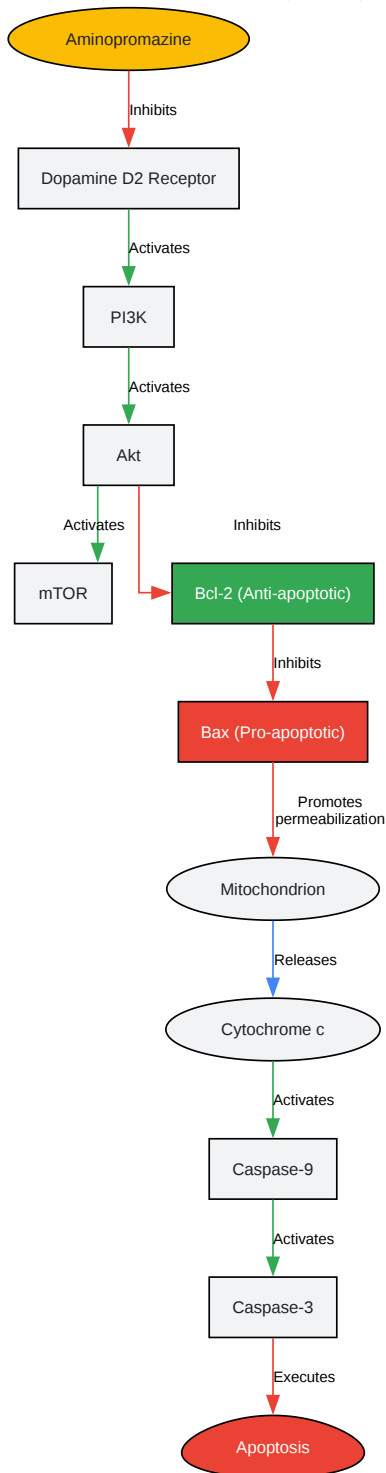 Aminopromazine
Inhibits
Dopamine D2 Receptor
Activates
PI3K
Activates
Akt
Activates
Inhibits
mTOR
Bcl-2 (Anti-apoptotic)
Inhibits
Bax (Pro-apoptotic)
Promotes
permeabilization
Mitochondrion
Releases
Cytochrome c
Activates
Caspase-9
Activates
Caspase-3
Executes
Apoptosis